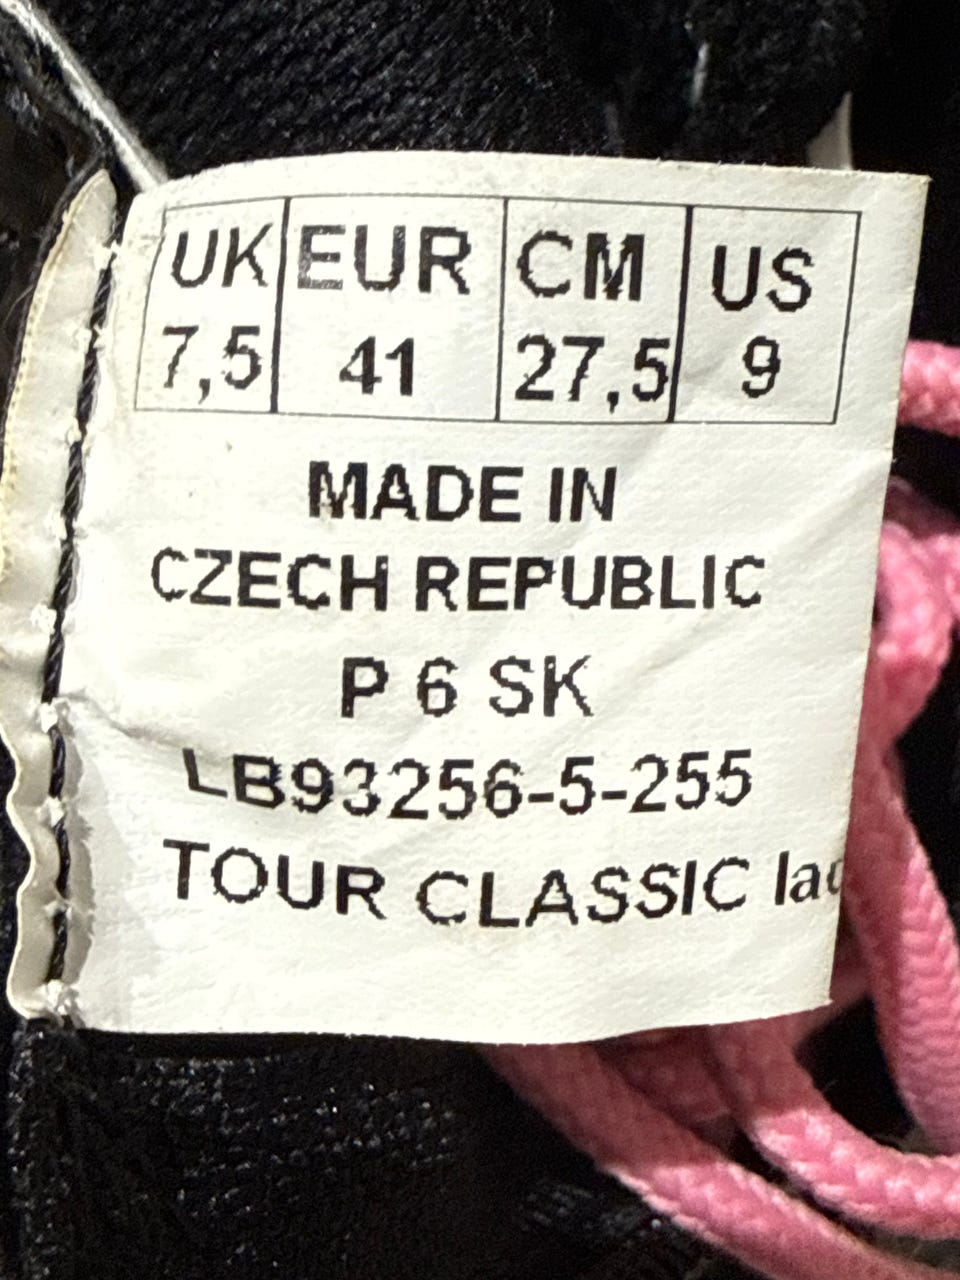 UK EUR CM US
7,5 41 27,5 9
MADE IN
CZECH REPUBLIC
P 6 SK
LB93256-5-255
TOUR CLASSIC